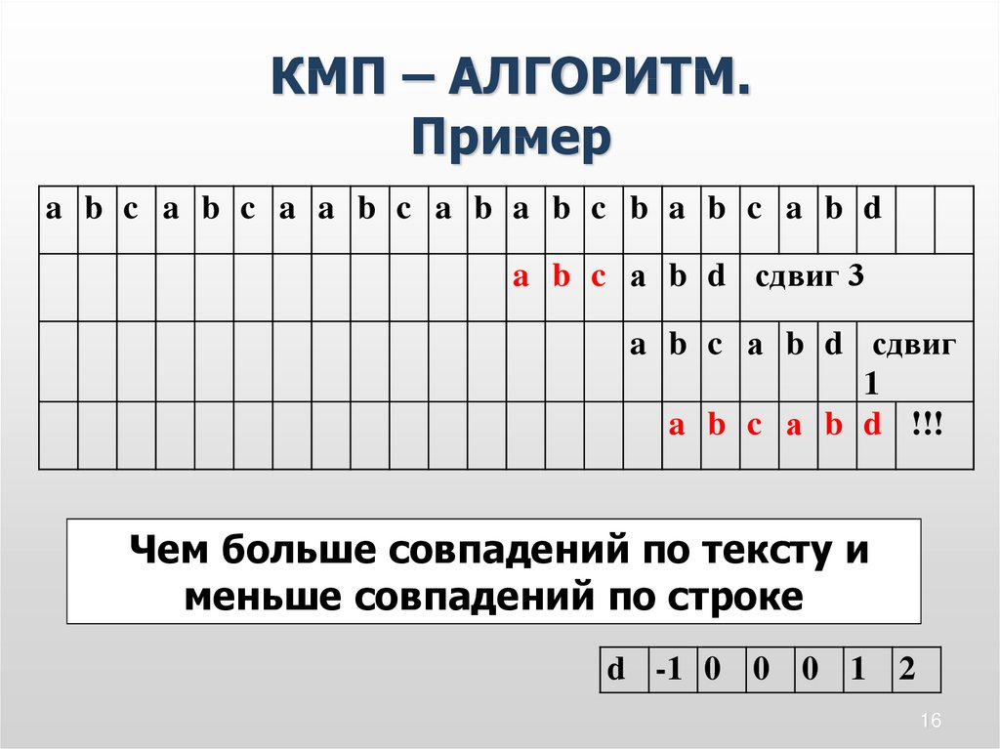 КМП – АЛГОРИТМ.
Пример
a b c a b c a a b c a b a b c b a b c a b d
a b c a b d сдвиг 3
a b c a b d сдвиг
1
a b c a b d !!!
Чем больше совпадений по тексту и
меньше совпадений по строке
d -1 0 0 0 1 2
16